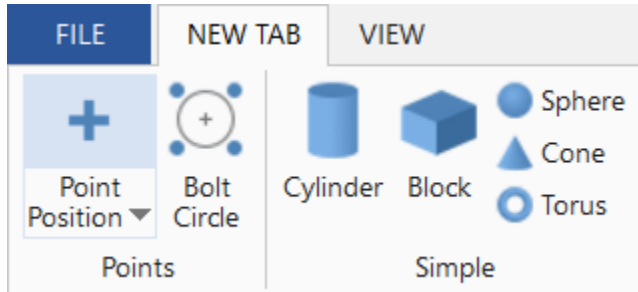 FILE NEW TAB VIEW
Point Position
Bolt Circle
Cylinder
Block
Sphere
Cone
Torus
Points
Simple